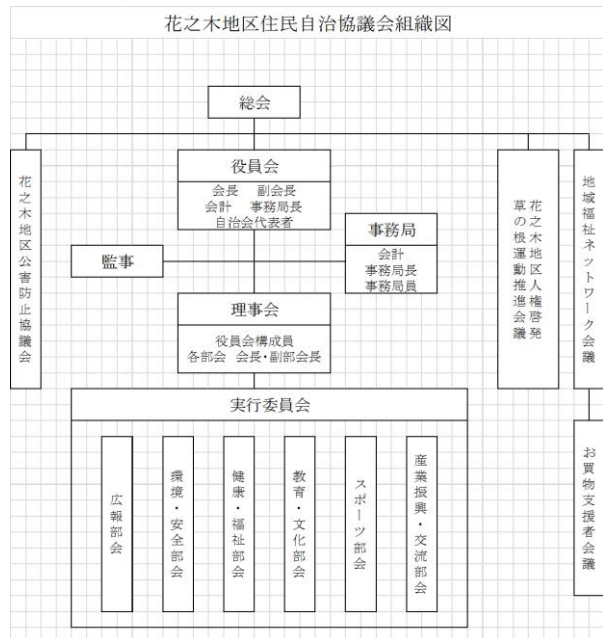 花之木地区住民自治協議会組織図
総会
花之木地区公害防止協議会
役員会
会長 副会長
会計 事務局長
自治会代表者
花之木地区人権啓発
草の根運動推進会議
地域福祉ネットワーク会議
監事
事務局
会計
事務局長
事務局員
理事会
役員会構成員
各部会 会長・副部会長
実行委員会
広報部会
環境・安全部会
健康・福祉部会
教育・文化部会
スポーツ部会
産業振興・交流部会
お買物支援者会議